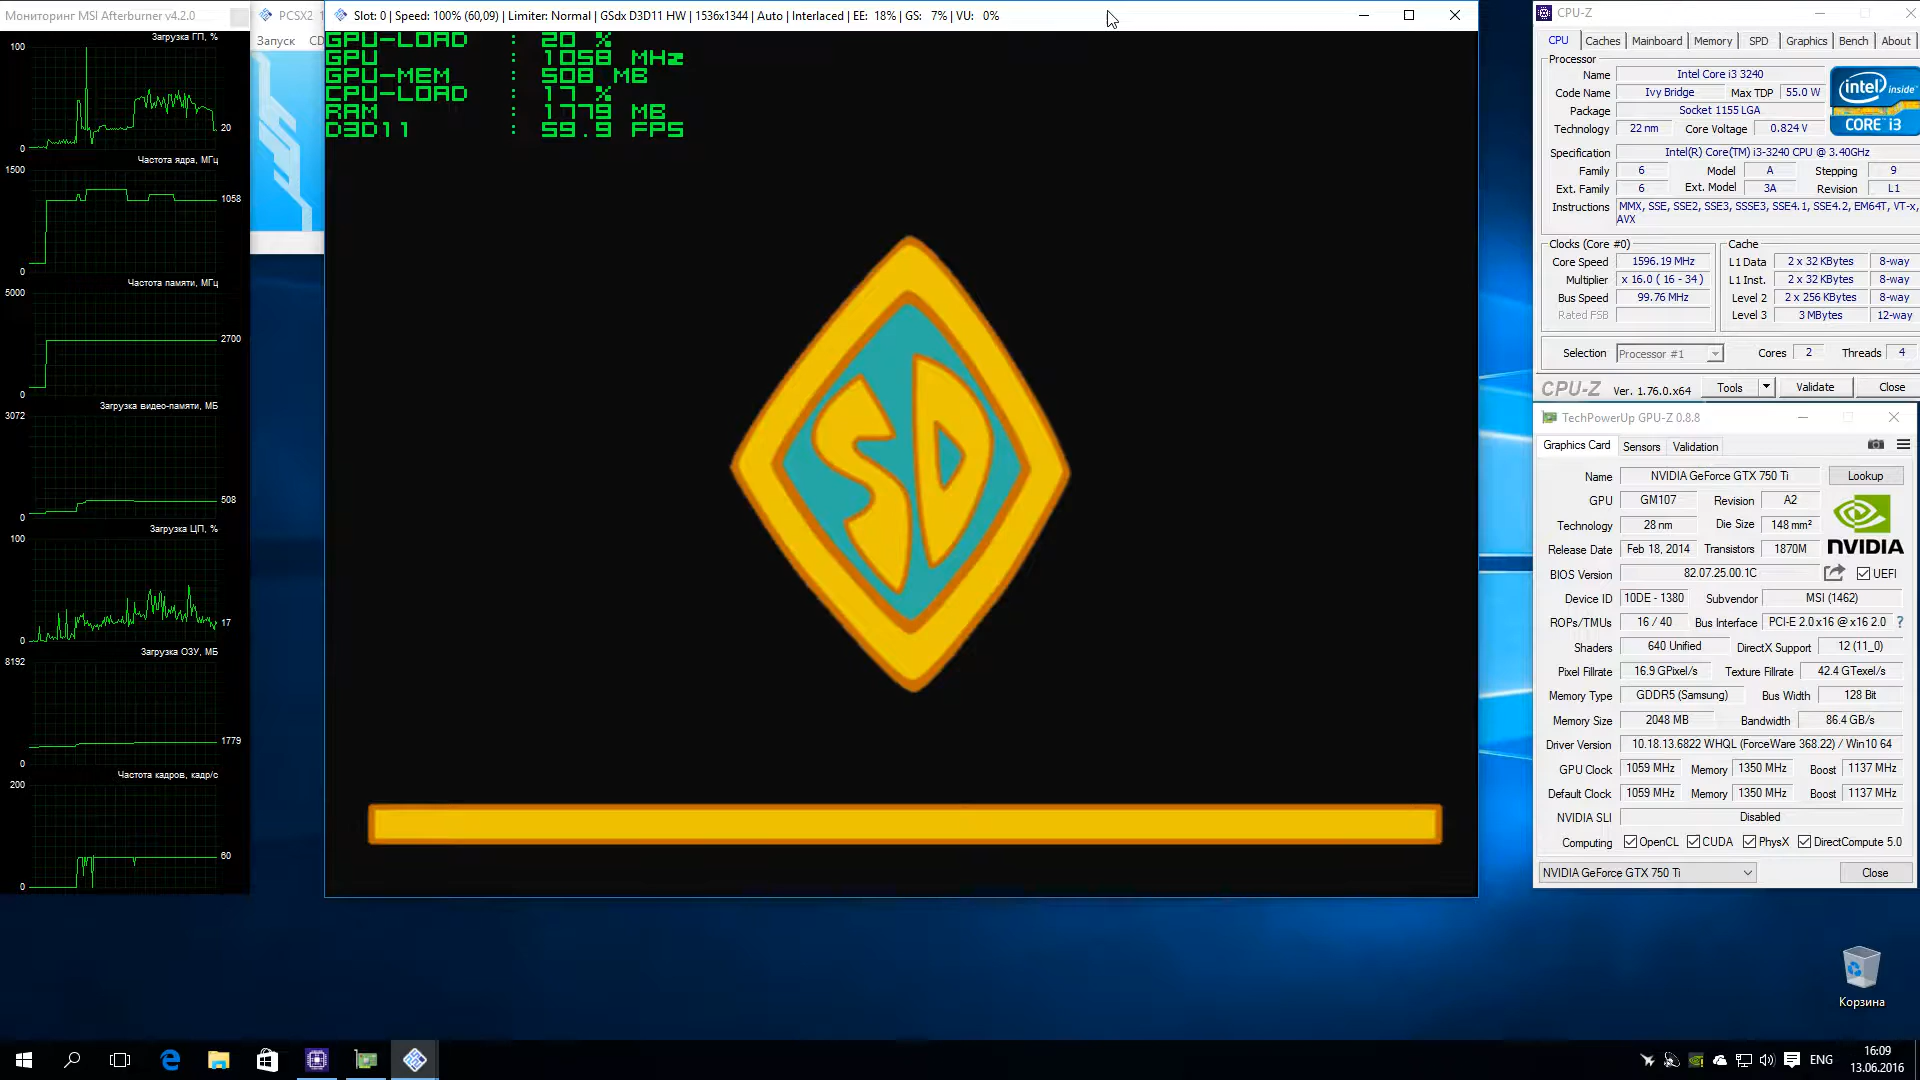 Мониторинг MSI Afterburner v4.2.0
Загрузка ГП, %
100
20
0
Частота ядра, МГц
1500
1058
0
Частота памяти, МГц
5000
2700
0
Загрузка видео-памяти, МБ
3072
508
0
Загрузка ЦП, %
100
17
0
Загрузка ОЗУ, МБ
8192
1779
0
Частота кадров, кадр/с
200
60
0
PCSX2 1
Запуск CD
Slot: 0 | Speed: 100% (60,09) | Limiter: Normal | GSdx D3D11 HW | 1536x1344 | Auto | Interlaced | EE: 18% | GS: 7% | VU: 0%
GPU-LOAD : 20 %
GPU : 1058 MHz
GPU-MEM : 508 MB
CPU-LOAD : 17 %
RAM : 1779 MB
D3D11 : 59.9 FPS
SD
CPU-Z
CPU Caches Mainboard Memory SPD Graphics Bench About
Processor
Name Intel Core i3 3240
Code Name Ivy Bridge Max TDP 55.0 W
Package Socket 1155 LGA
Technology 22 nm Core Voltage 0.824 V
intel inside
CORE i3
Specification Intel(R) Core(TM) i3-3240 CPU @ 3.40GHz
Family 6 Model A Stepping 9
Ext. Family 6 Ext. Model 3A Revision L1
Instructions MMX, SSE, SSE2, SSE3, SSSE3, SSE4.1, SSE4.2, EM64T, VT-x,
AVX
Clocks (Core #0)
Core Speed 1596.19 MHz
Multiplier x 16.0 ( 16 - 34 )
Bus Speed 99.76 MHz
Rated FSB
Cache
L1 Data 2 x 32 KBytes 8-way
L1 Inst. 2 x 32 KBytes 8-way
Level 2 2 x 256 KBytes 8-way
Level 3 3 MBytes 12-way
Selection Processor #1 Cores 2 Threads 4
CPU-Z Ver. 1.76.0.x64 Tools Validate Close
TechPowerUp GPU-Z 0.8.8
Graphics Card Sensors Validation
Name NVIDIA GeForce GTX 750 Ti Lookup
GPU GM107 Revision A2
Technology 28 nm Die Size 148 mm²
Release Date Feb 18, 2014 Transistors 1870M
NVIDIA
BIOS Version 82.07.25.00.1C UEFI
Device ID 10DE - 1380 Subvendor MSI (1462)
ROPs/TMUs 16 / 40 Bus Interface PCI-E 2.0 x16 @ x16 2.0 ?
Shaders 640 Unified DirectX Support 12 (11_0)
Pixel Fillrate 16.9 GPixel/s Texture Fillrate 42.4 GTexel/s
Memory Type GDDR5 (Samsung) Bus Width 128 Bit
Memory Size 2048 MB Bandwidth 86.4 GB/s
Driver Version 10.18.13.6822 WHQL (ForceWare 368.22) / Win10 64
GPU Clock 1059 MHz Memory 1350 MHz Boost 1137 MHz
Default Clock 1059 MHz Memory 1350 MHz Boost 1137 MHz
NVIDIA SLI Disabled
Computing OpenCL CUDA PhysX DirectCompute 5.0
NVIDIA GeForce GTX 750 Ti Close
Корзина
ENG
16:09
13.06.2016